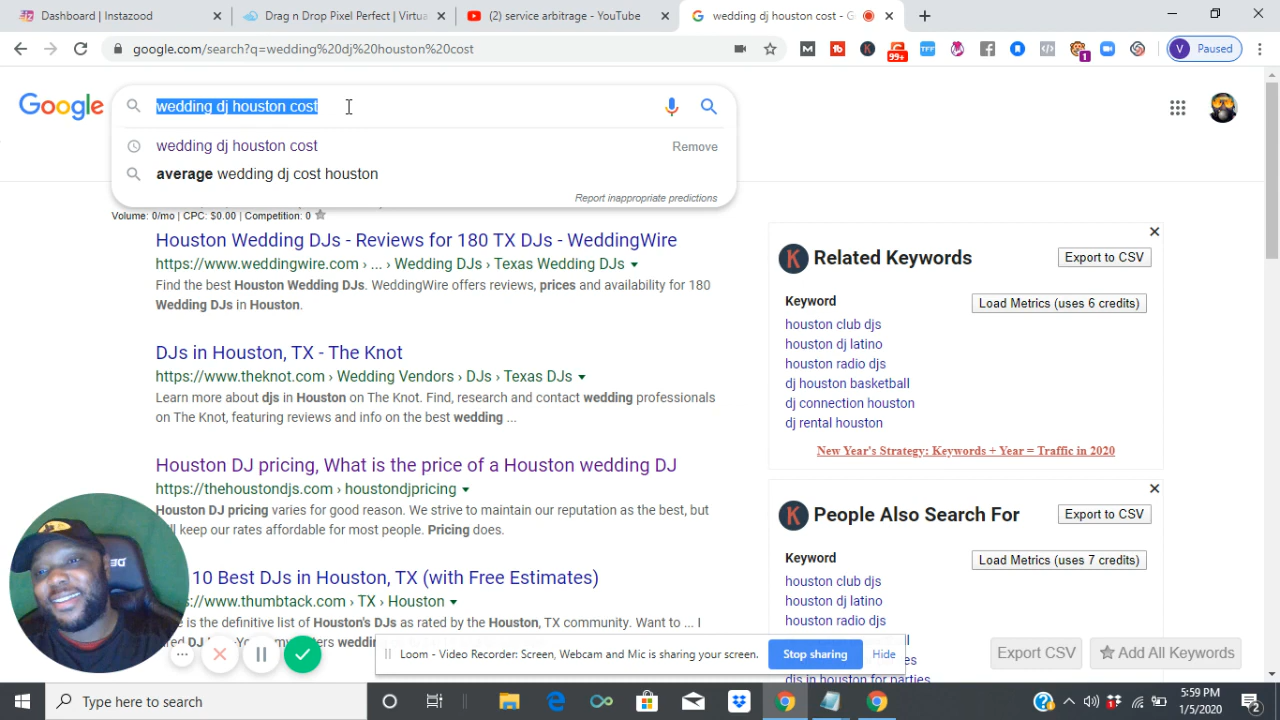 Dashboard | Instazood
Drag n Drop Pixel Perfect | Virtua
(2) service arbitrage - YouTube
wedding dj houston cost - G
google.com/search?q=wedding%20dj%20houston%20cost
99+
1
V Paused
Google
wedding dj houston cost
wedding dj houston cost
Remove
average wedding dj cost houston
Report inappropriate predictions
Volume: 0/mo | CPC: $0.00 | Competition: 0
Houston Wedding DJs - Reviews for 180 TX DJs - WeddingWire
https://www.weddingwire.com › ... › Wedding DJs › Texas Wedding DJs
Find the best Houston Wedding DJs. WeddingWire offers reviews, prices and availability for 180
Wedding DJs in Houston.
DJs in Houston, TX - The Knot
https://www.theknot.com › Wedding Vendors › DJs › Texas DJs
Learn more about djs in Houston on The Knot. Find, research and contact wedding professionals
on The Knot, featuring reviews and info on the best wedding ...
Houston DJ pricing, What is the price of a Houston wedding DJ
https://thehoustondjs.com › houstondjpricing
Houston DJ pricing varies for good reason. We strive to maintain our reputation as the best, but
keep our rates affordable for most people. Pricing does.
10 Best DJs in Houston, TX (with Free Estimates)
://www.thumbtack.com › TX › Houston
is the definitive list of Houston's DJs as rated by the Houston, TX community. Want to ... I
K Related Keywords
Export to CSV
Keyword
Load Metrics (uses 6 credits)
houston club djs
houston dj latino
houston radio djs
dj houston basketball
dj connection houston
dj rental houston
New Year's Strategy: Keywords + Year = Traffic in 2020
K People Also Search For
Export to CSV
Keyword
Load Metrics (uses 7 credits)
houston club djs
houston dj latino
houston radio djs
djs in houston for parties
Loom - Video Recorder: Screen, Webcam and Mic is sharing your screen.
Stop sharing
Hide
Export CSV
Add All Keywords
Type here to search
5:59 PM
1/5/2020
2